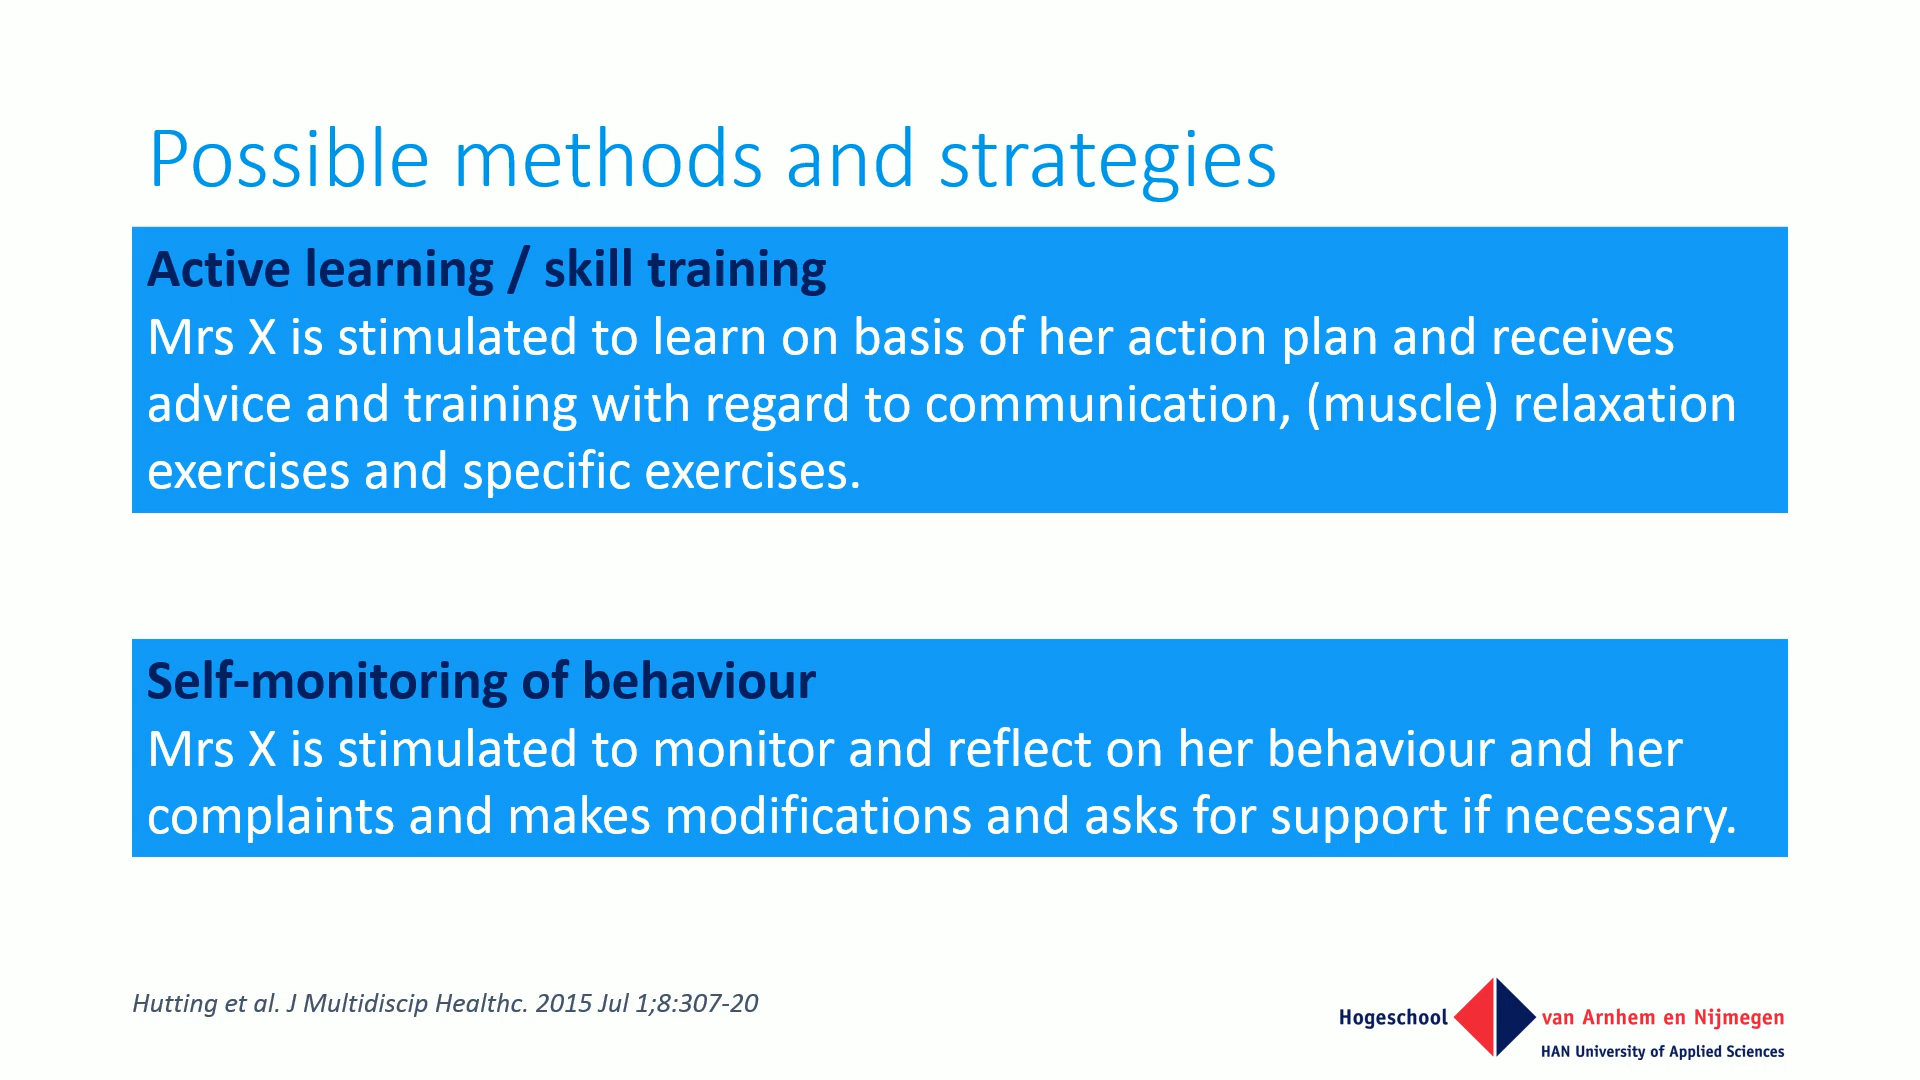 Possible methods and strategies
Active learning / skill training
Mrs X is stimulated to learn on basis of her action plan and receives
advice and training with regard to communication, (muscle) relaxation
exercises and specific exercises.
Self-monitoring of behaviour
Mrs X is stimulated to monitor and reflect on her behaviour and her
complaints and makes modifications and asks for support if necessary.
Hutting et al. J Multidiscip Healthc. 2015 Jul 1;8:307-20
Hogeschool van Arnhem en Nijmegen
HAN University of Applied Sciences